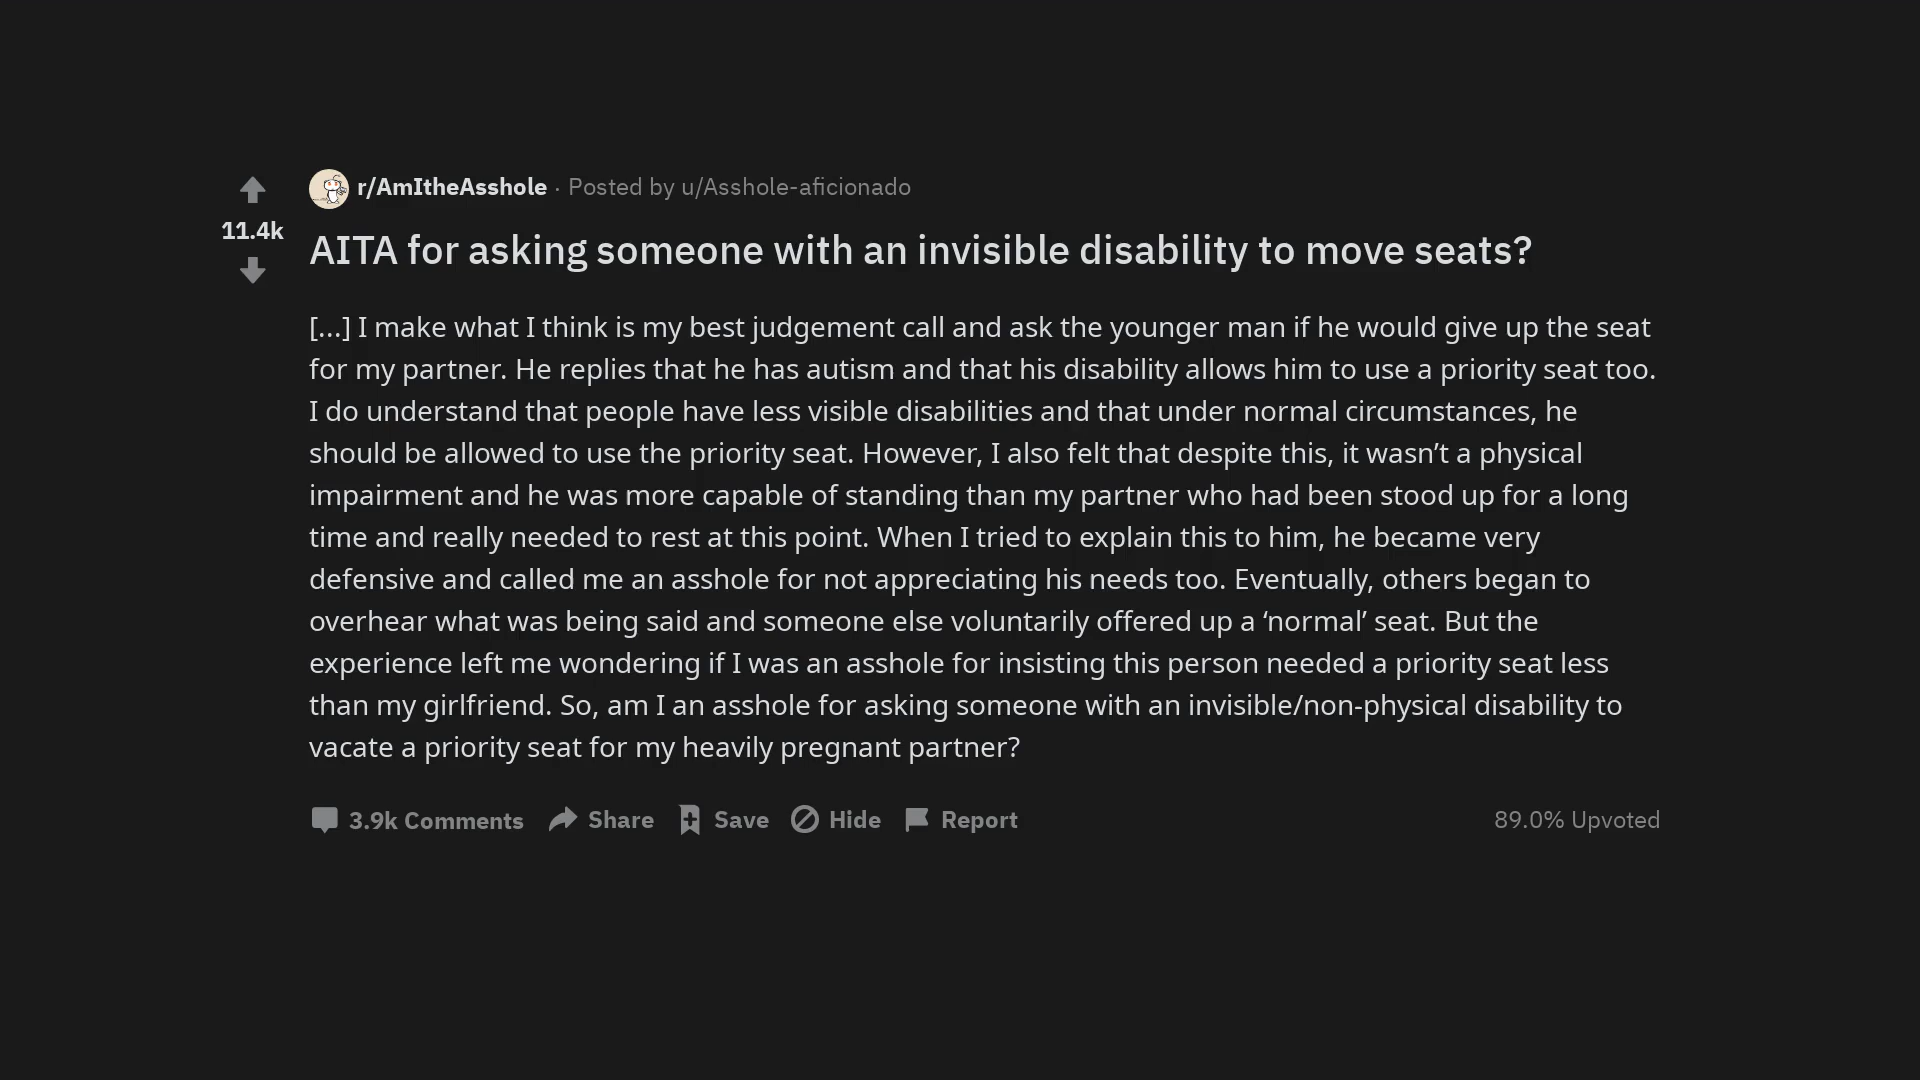 r/AmItheAsshole · Posted by u/Asshole-aficionado
11.4k
AITA for asking someone with an invisible disability to move seats?
[...] I make what I think is my best judgement call and ask the younger man if he would give up the seat
for my partner. He replies that he has autism and that his disability allows him to use a priority seat too.
I do understand that people have less visible disabilities and that under normal circumstances, he
should be allowed to use the priority seat. However, I also felt that despite this, it wasn’t a physical
impairment and he was more capable of standing than my partner who had been stood up for a long
time and really needed to rest at this point. When I tried to explain this to him, he became very
defensive and called me an asshole for not appreciating his needs too. Eventually, others began to
overhear what was being said and someone else voluntarily offered up a ‘normal’ seat. But the
experience left me wondering if I was an asshole for insisting this person needed a priority seat less
than my girlfriend. So, am I an asshole for asking someone with an invisible/non-physical disability to
vacate a priority seat for my heavily pregnant partner?
3.9k Comments Share Save Hide Report 89.0% Upvoted